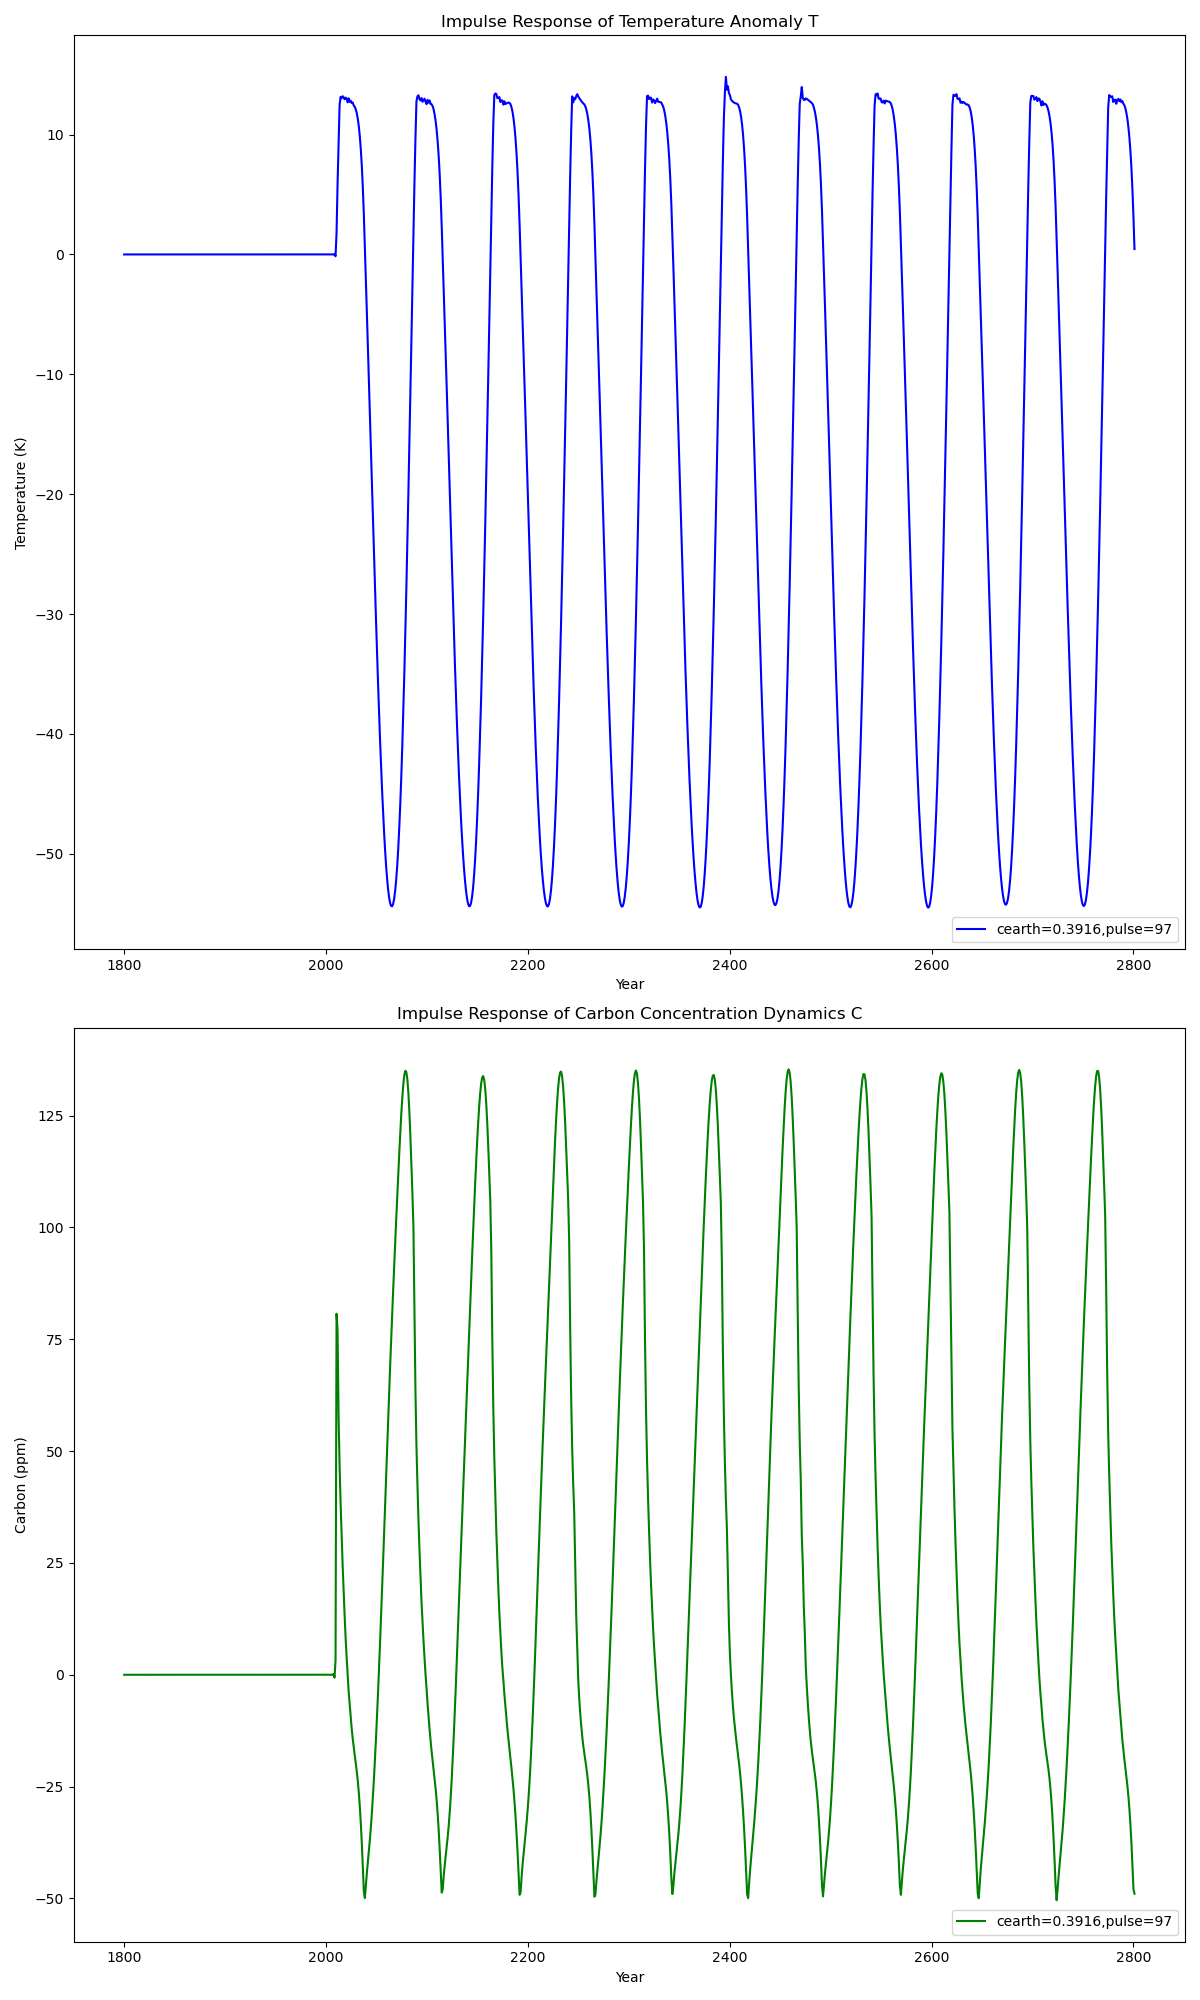 Impulse Response of Temperature Anomaly T
10
0
−10
−20
−30
−40
−50
Temperature (K)
cearth=0.3916,pulse=97
1800 2000 2200 2400 2600 2800
Year
Impulse Response of Carbon Concentration Dynamics C
125
100
75
50
25
0
−25
−50
Carbon (ppm)
cearth=0.3916,pulse=97
1800 2000 2200 2400 2600 2800
Year